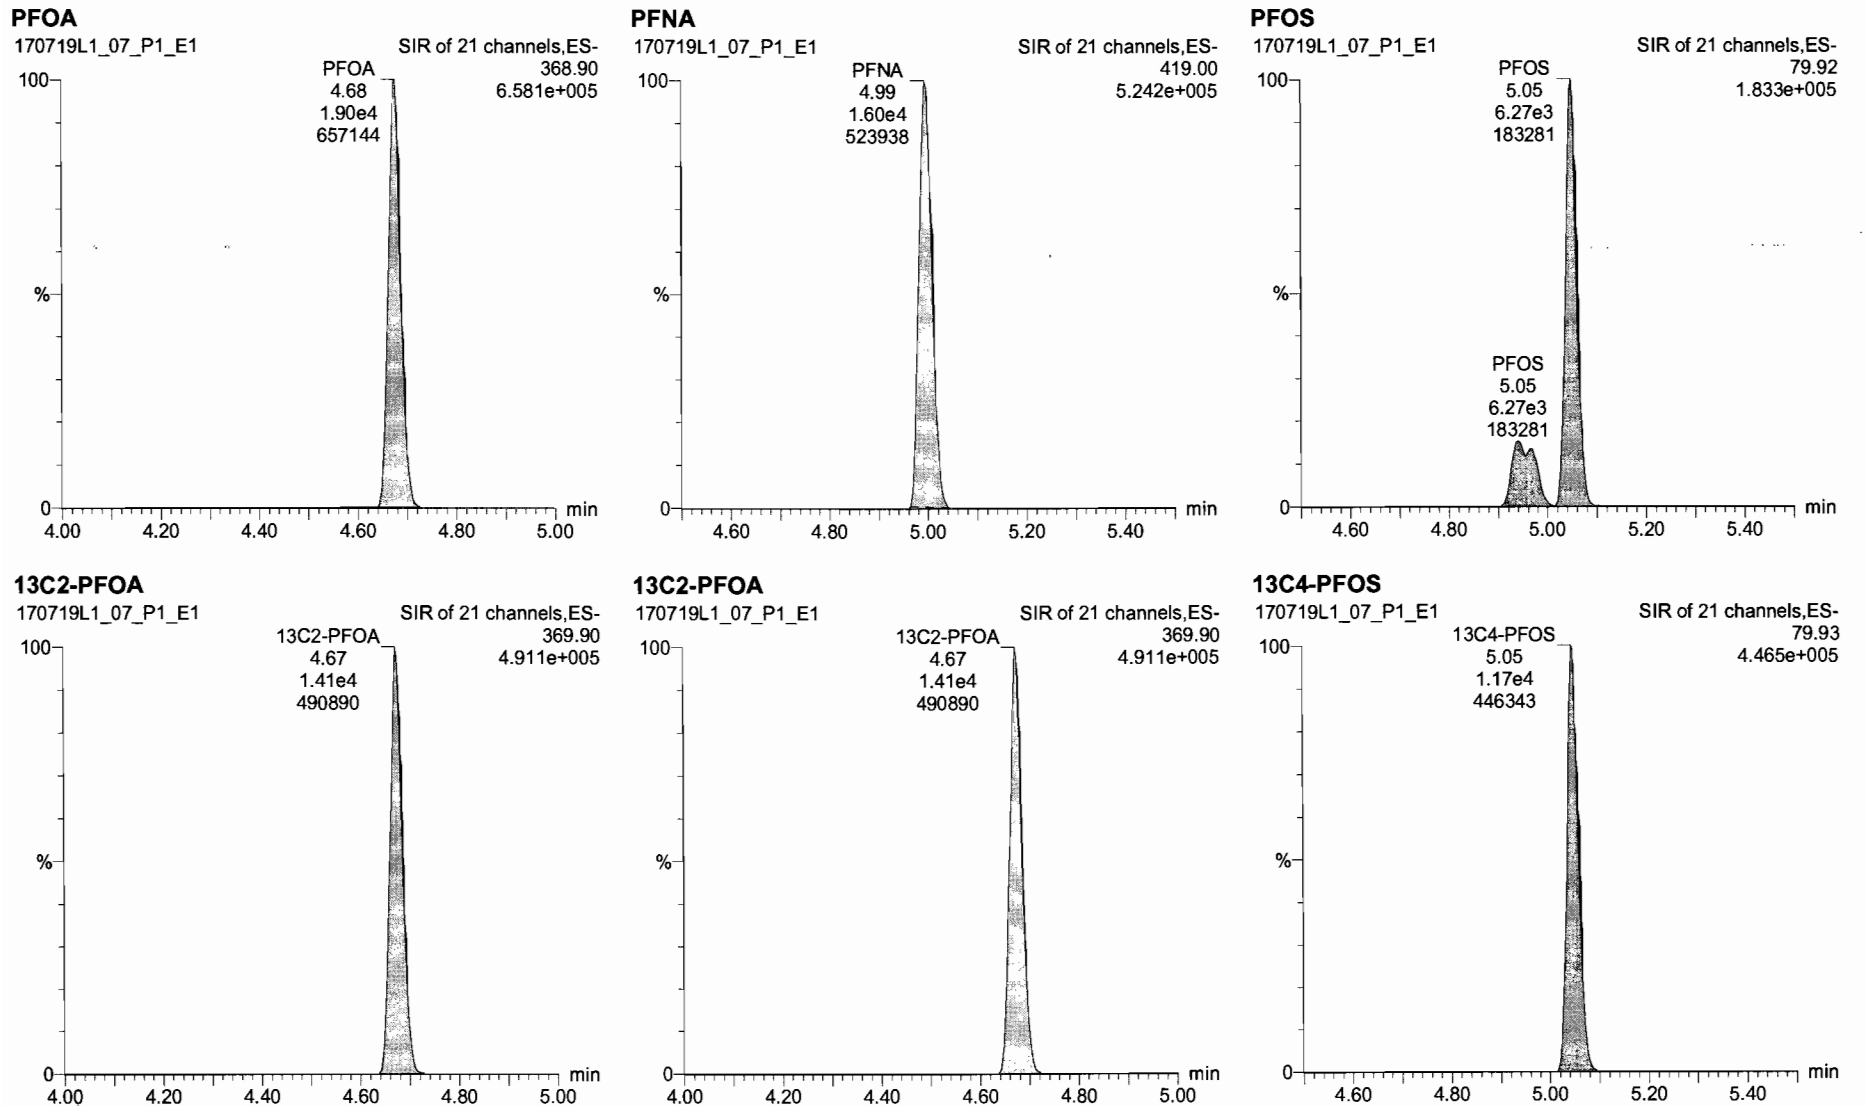 PFOA
170719L1_07_P1_E1
SIR of 21 channels,ES-
368.90
6.581e+005
PFOA
4.68
1.90e4
657144
100
%
0
min
4.00 4.20 4.40 4.60 4.80 5.00
PFNA
170719L1_07_P1_E1
SIR of 21 channels,ES-
419.00
5.242e+005
PFNA
4.99
1.60e4
523938
100
%
0
min
4.60 4.80 5.00 5.20 5.40
PFOS
170719L1_07_P1_E1
SIR of 21 channels,ES-
79.92
1.833e+005
PFOS
5.05
6.27e3
183281
PFOS
5.05
6.27e3
183281
100
%
0
min
4.60 4.80 5.00 5.20 5.40
13C2-PFOA
170719L1_07_P1_E1
SIR of 21 channels,ES-
369.90
4.911e+005
13C2-PFOA
4.67
1.41e4
490890
100
%
0
min
4.00 4.20 4.40 4.60 4.80 5.00
13C2-PFOA
170719L1_07_P1_E1
SIR of 21 channels,ES-
369.90
4.911e+005
13C2-PFOA
4.67
1.41e4
490890
100
%
0
min
4.00 4.20 4.40 4.60 4.80 5.00
13C4-PFOS
170719L1_07_P1_E1
SIR of 21 channels,ES-
79.93
4.465e+005
13C4-PFOS
5.05
1.17e4
446343
100
%
0
min
4.60 4.80 5.00 5.20 5.40